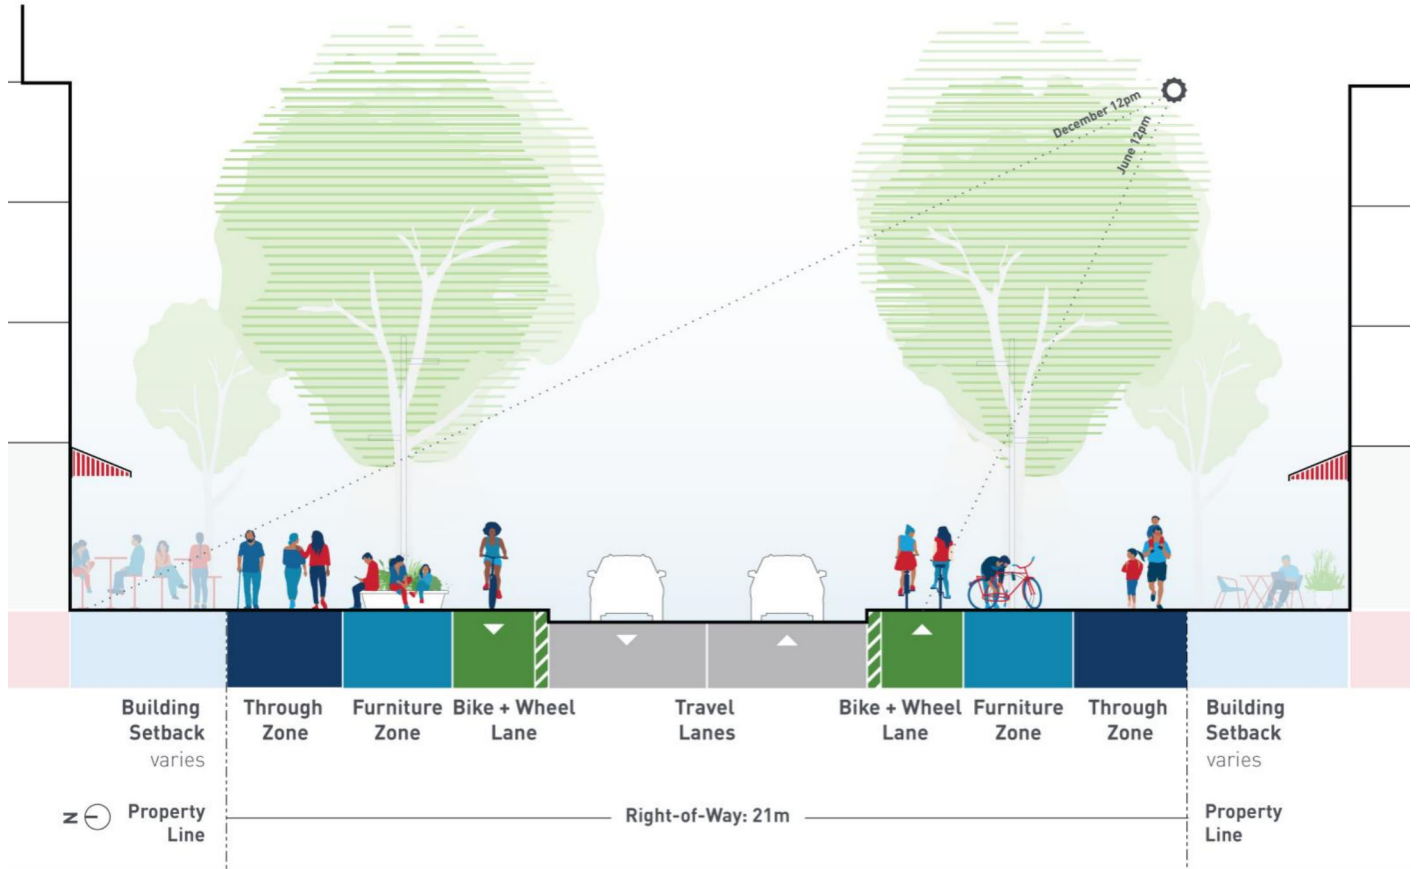 December 12pm
June 12pm
Building
Setback
varies
Through
Zone
Furniture
Zone
Bike + Wheel
Lane
Travel
Lanes
Bike + Wheel
Lane
Furniture
Zone
Through
Zone
Building
Setback
varies
N
Property
Line
Right-of-Way: 21m
Property
Line